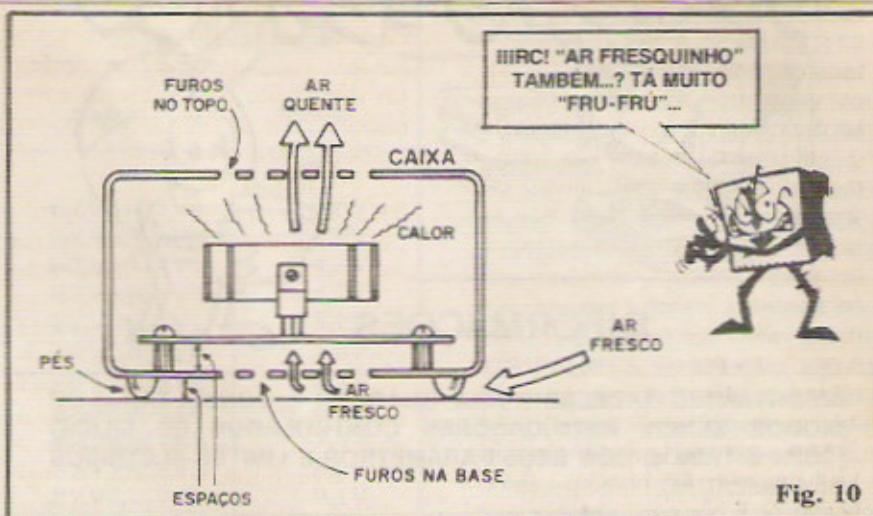 IIIRC! "AR FRESQUINHO"
TAMBÉM...? TÁ MUITO
"FRU-FRÚ"...
FUROS
NO TOPO
AR
QUENTE
CAIXA
CALOR
AR
FRESCO
PÉS
AR
FRESCO
FUROS NA BASE
ESPAÇOS
Fig. 10